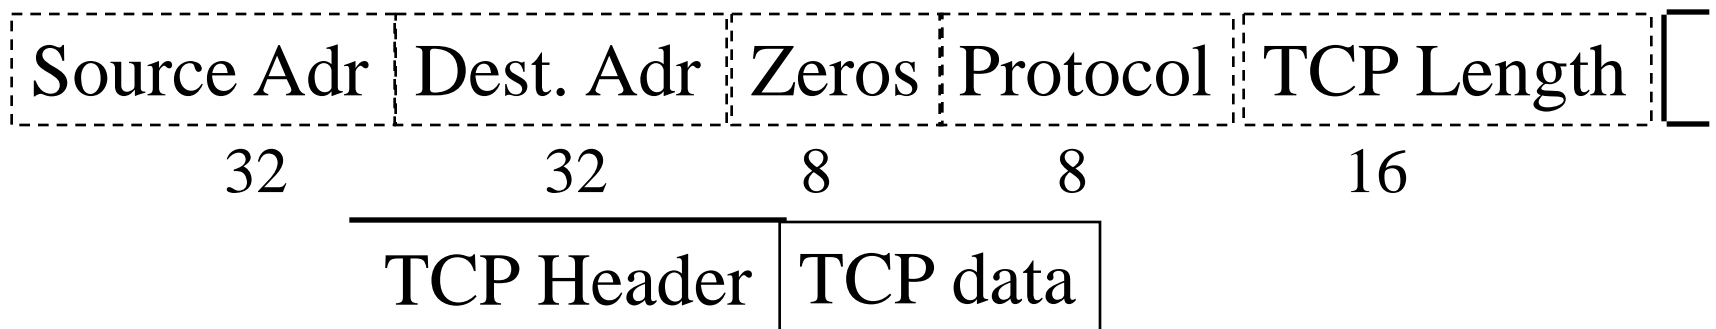 Source Adr Dest. Adr Zeros Protocol TCP Length
32 32 8 8 16
TCP Header TCP data